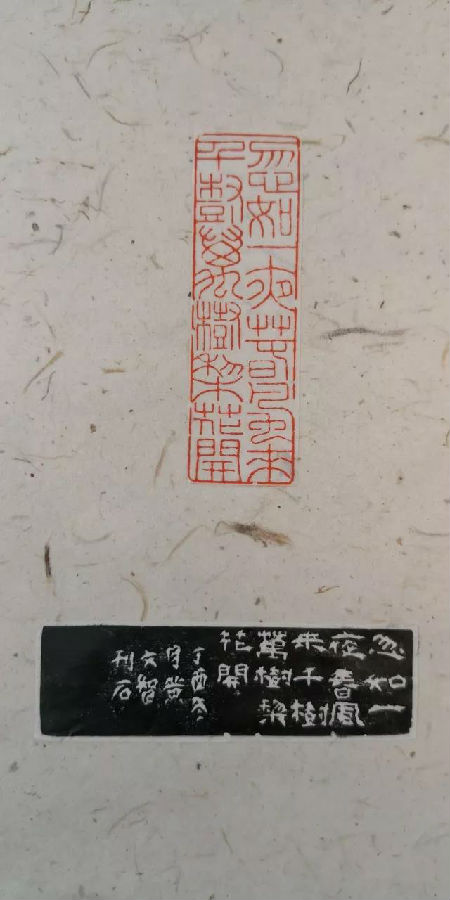 忽如一夜春風來
千樹萬樹梨花開
忽如一
夜春風
來千樹
萬樹梨
花開
丁酉冬
文智
刊石